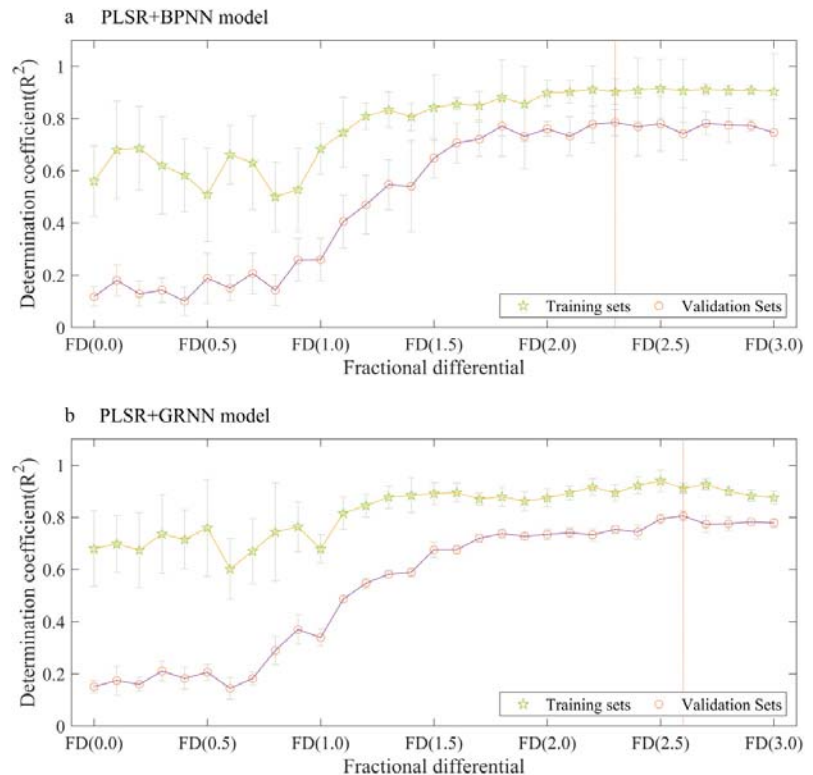 a PLSR+BPNN model
Determination coefficient(R²)
1
0.8
0.6
0.4
0.2
0
Training sets Validation Sets
FD(0.0) FD(0.5) FD(1.0) FD(1.5) FD(2.0) FD(2.5) FD(3.0)
Fractional differential
b PLSR+GRNN model
Determination coefficient(R²)
1
0.8
0.6
0.4
0.2
0
Training sets Validation Sets
FD(0.0) FD(0.5) FD(1.0) FD(1.5) FD(2.0) FD(2.5) FD(3.0)
Fractional differential